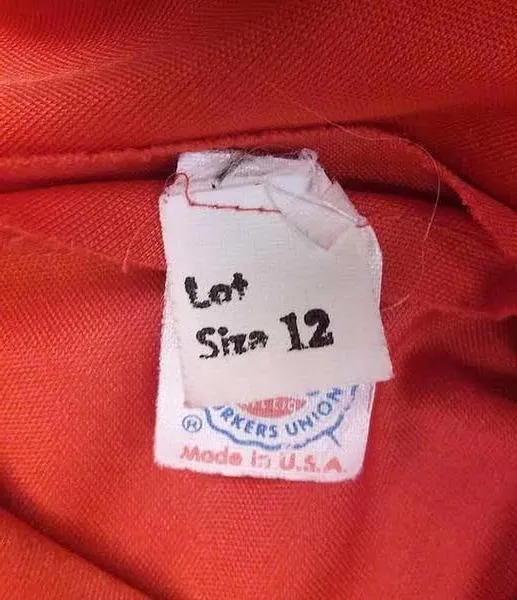 Lot
Size 12
RKERS UNION
®
Made in U.S.A.